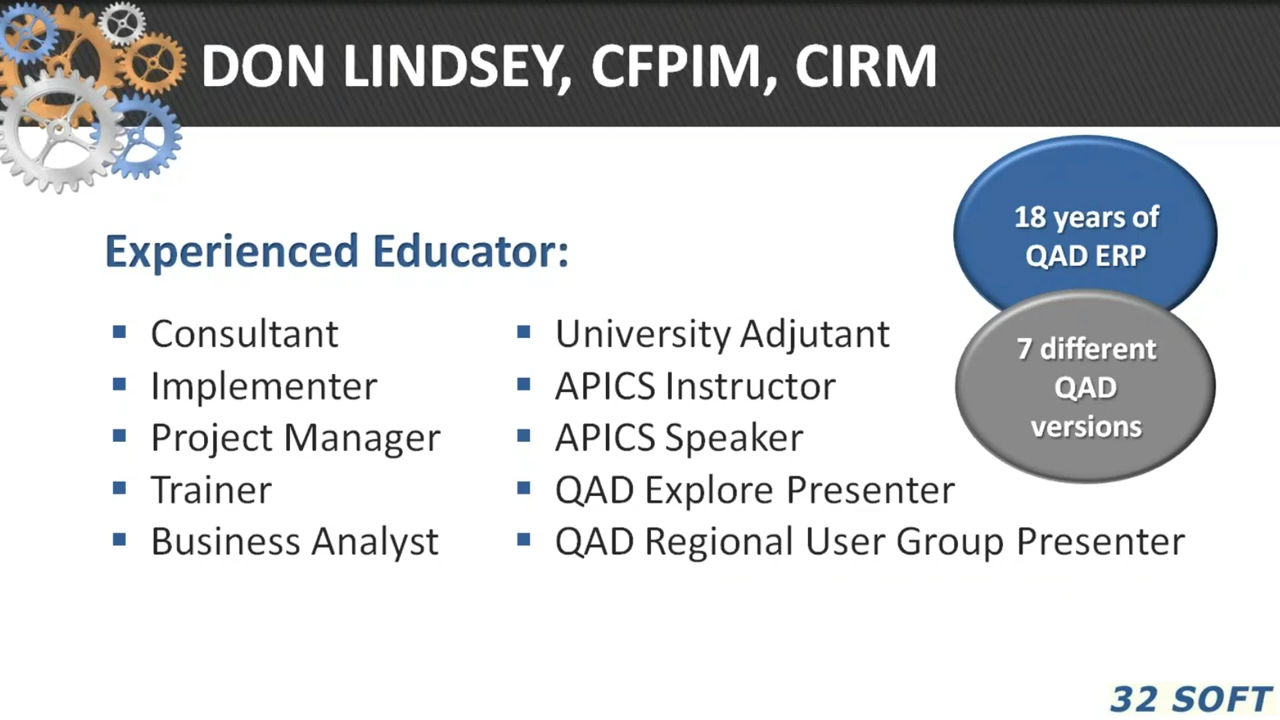 DON LINDSEY, CFPIM, CIRM
18 years of
QAD ERP
7 different
QAD
versions
Experienced Educator:
Consultant
Implementer
Project Manager
Trainer
Business Analyst
University Adjutant
APICS Instructor
APICS Speaker
QAD Explore Presenter
QAD Regional User Group Presenter
32 SOFT